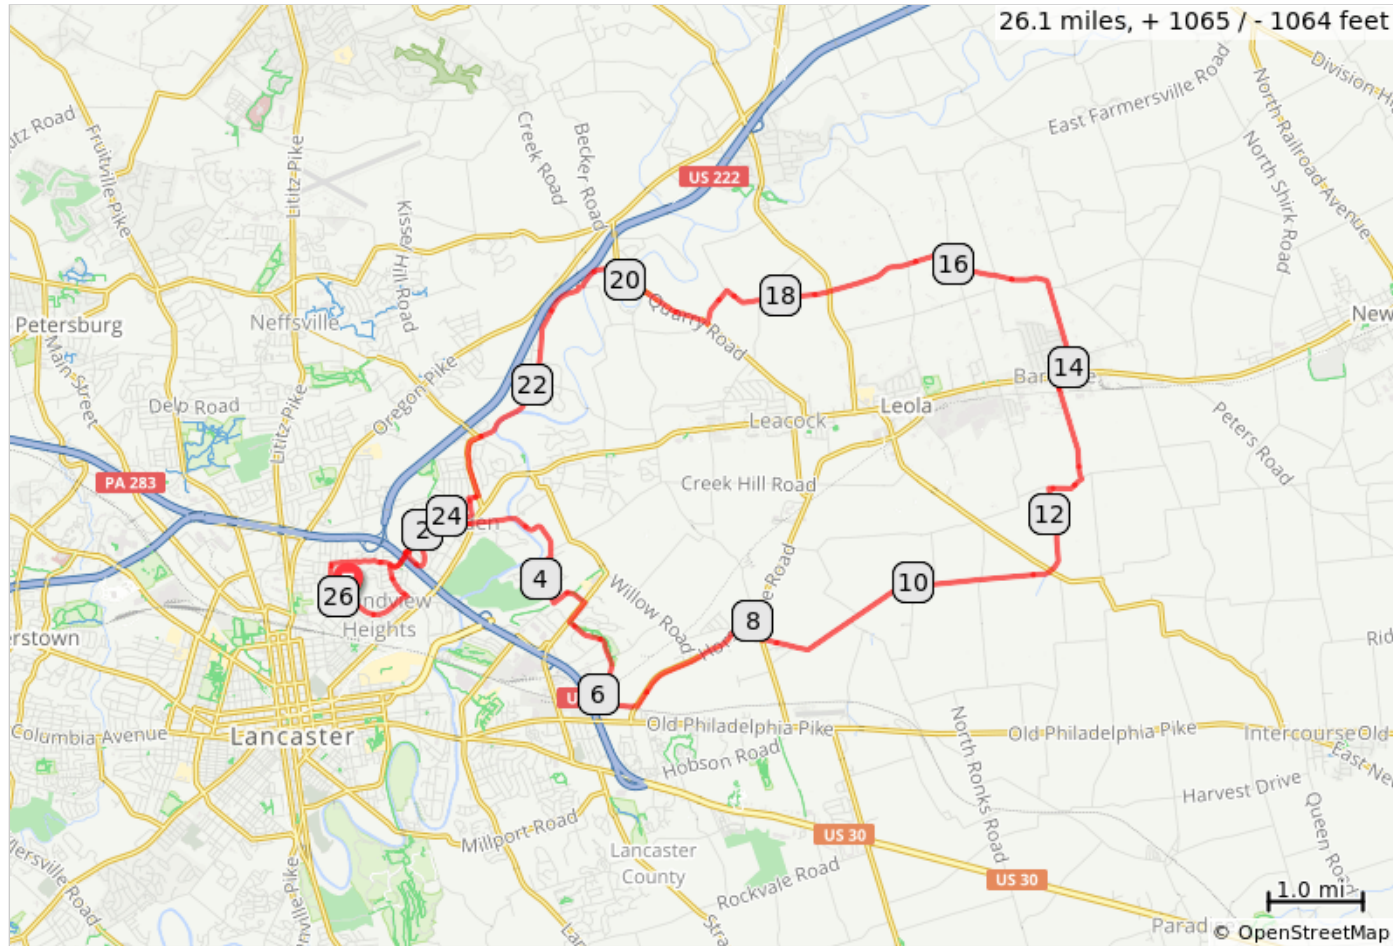 26.1 miles, + 1065 / - 1064 feet
Division
East Farmersville Road
North Railroad Avenue
North Shirk Road
Creek Road
Becker Road
Road
Fruitville Pike
Lititz Pike
US 222
Kissel Hill Road
20
16
18
Petersburg
Neffsville
Quarry Road
New
Main Street
Oregon Pike
14
22
Delp Road
Leola
Leacock
Peters Road
Lititz Pike
PA 283
Creek Hill Road
24
2
12
4
10
26
Heights
Willow Road
8
Road
6
Lancaster
Columbia Avenue
Old Philadelphia Pike
Old Philadelphia Pike
Intercourse
Old
Hobson Road
North Ronks Road
Harvest Drive
Queen Road
Millport Road
US 30
Lancaster
County
Rockvale Road
US 30
1.0 mi
© OpenStreetMap